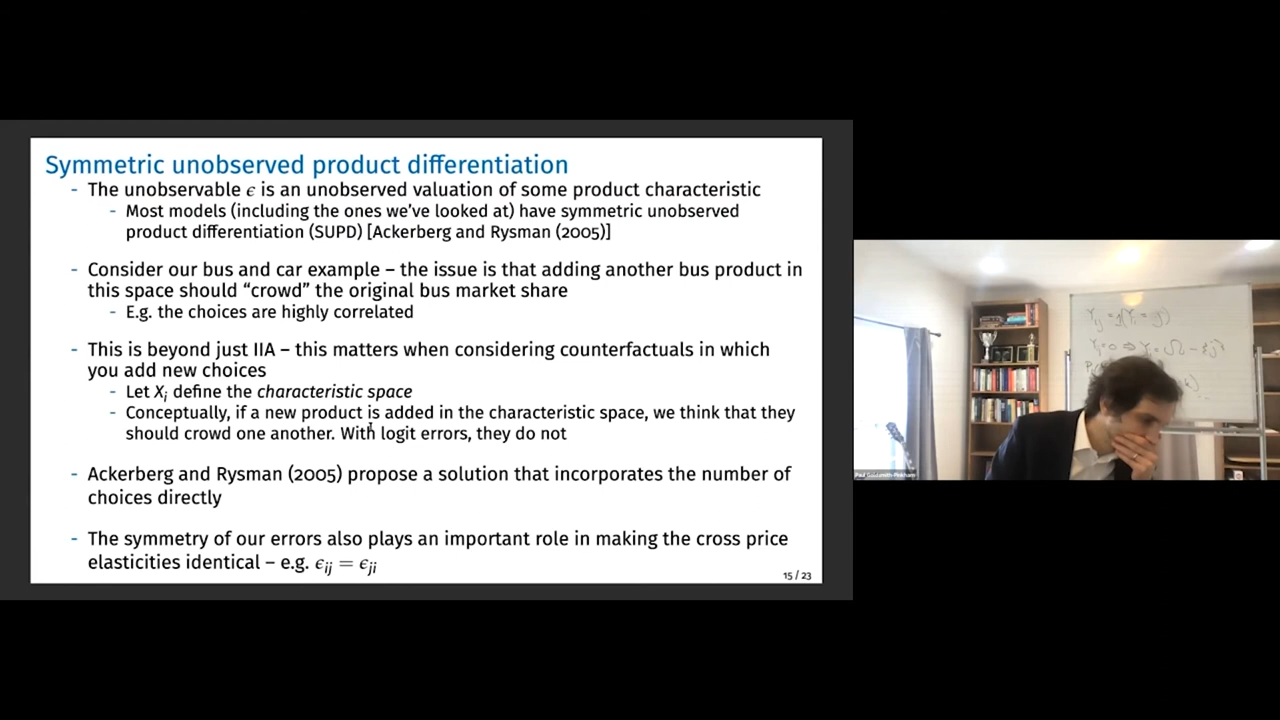 Symmetric unobserved product differentiation
- The unobservable ϵ is an unobserved valuation of some product characteristic
- Most models (including the ones we've looked at) have symmetric unobserved
product differentiation (SUPD) [Ackerberg and Rysman (2005)]
- Consider our bus and car example – the issue is that adding another bus product in
this space should “crowd” the original bus market share
- E.g. the choices are highly correlated
- This is beyond just IIA – this matters when considering counterfactuals in which
you add new choices
- Let Xᵢ define the characteristic space
- Conceptually, if a new product is added in the characteristic space, we think that they
should crowd one another. With logit errors, they do not
- Ackerberg and Rysman (2005) propose a solution that incorporates the number of
choices directly
- The symmetry of our errors also plays an important role in making the cross price
elasticities identical – e.g. ϵᵢⱼ = ϵⱼᵢ
15 / 23
Paul Goldsmith-Pinkham